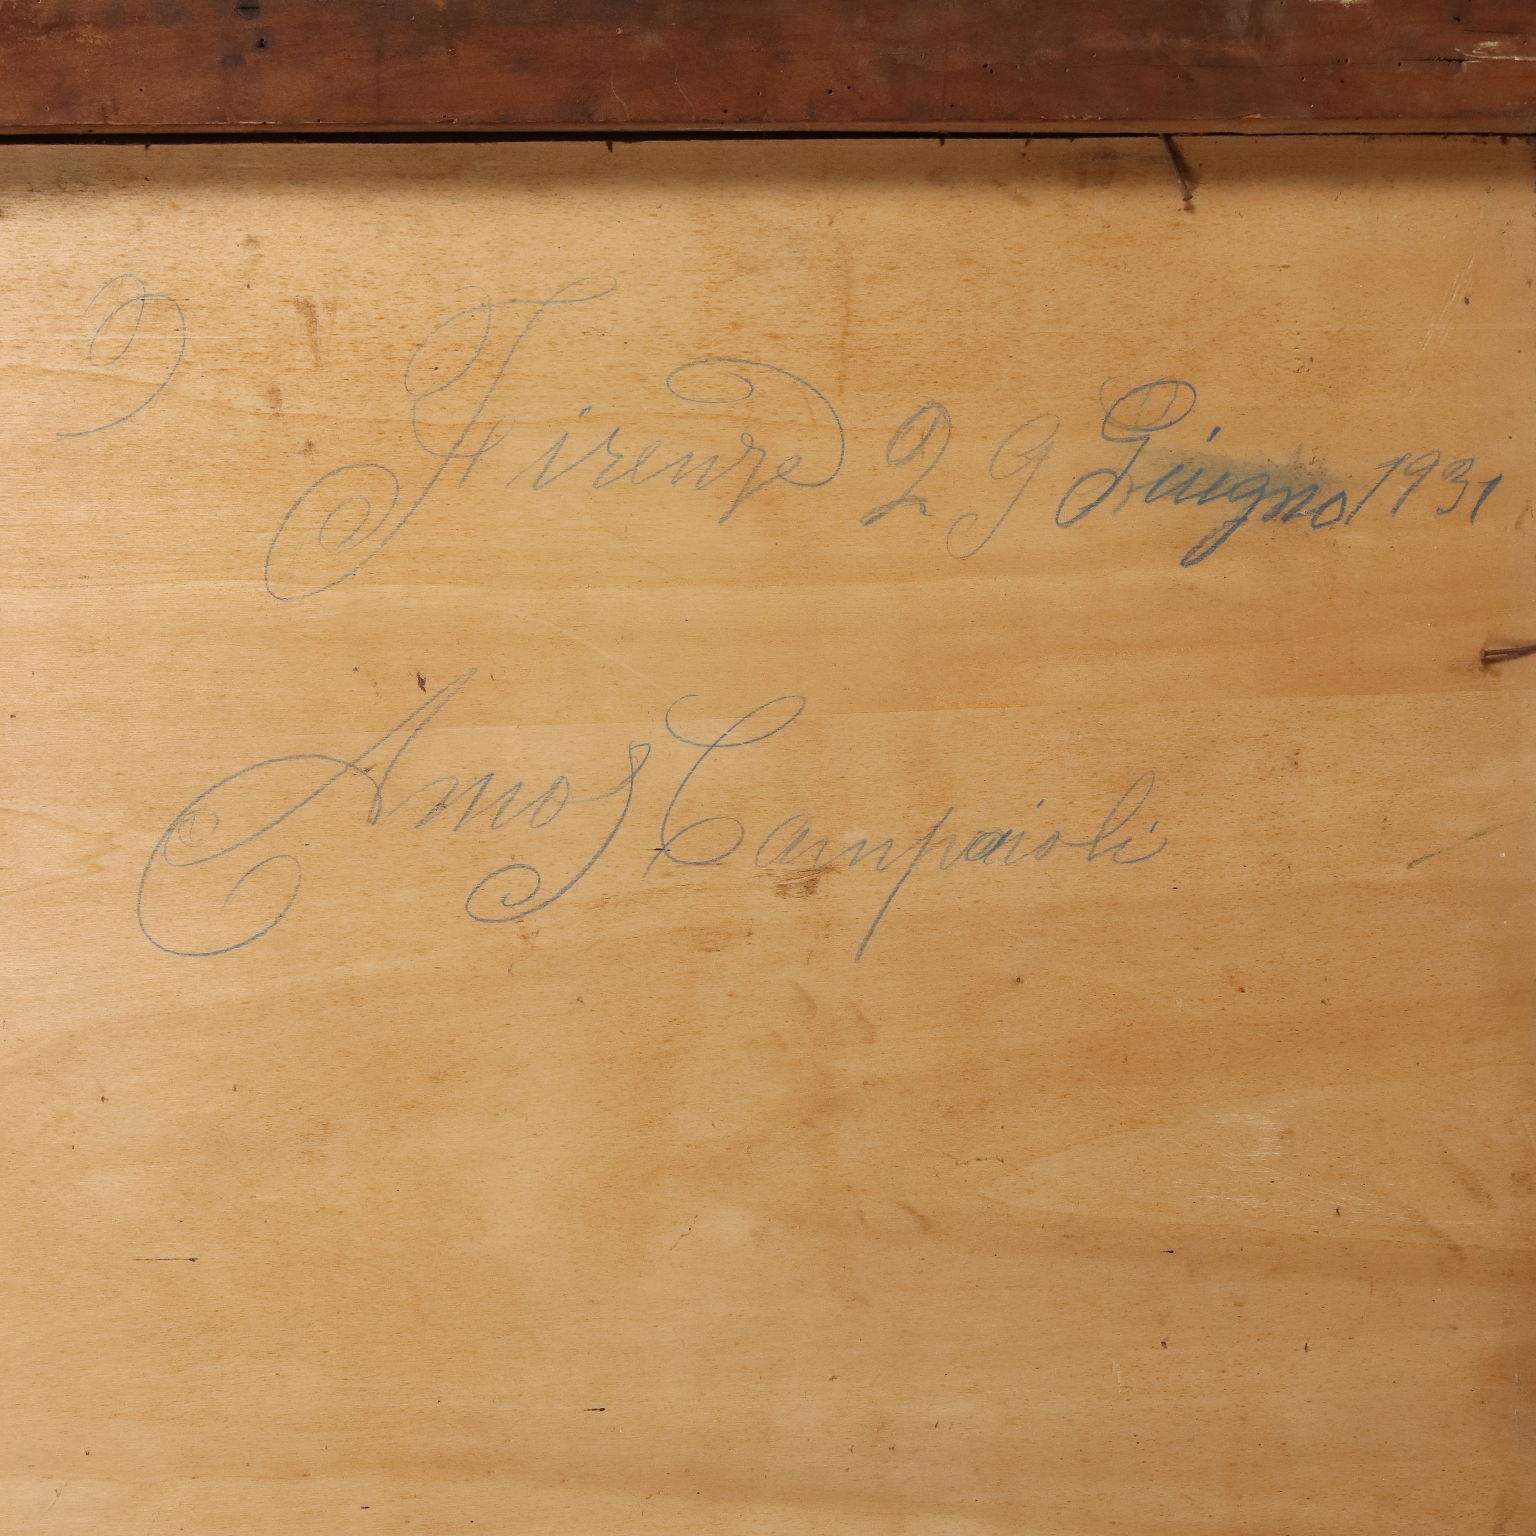 Firenze 29 Giugno 1931
Amos Campaioli